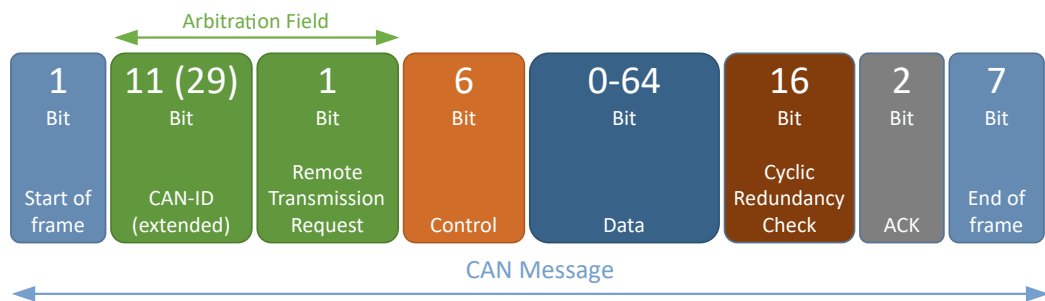 Arbitration Field
1
Bit
Start of
frame
11 (29)
Bit
CAN-ID
(extended)
1
Bit
Remote
Transmission
Request
6
Bit
Control
0-64
Bit
Data
16
Bit
Cyclic
Redundancy
Check
2
Bit
ACK
7
Bit
End of
frame
CAN Message